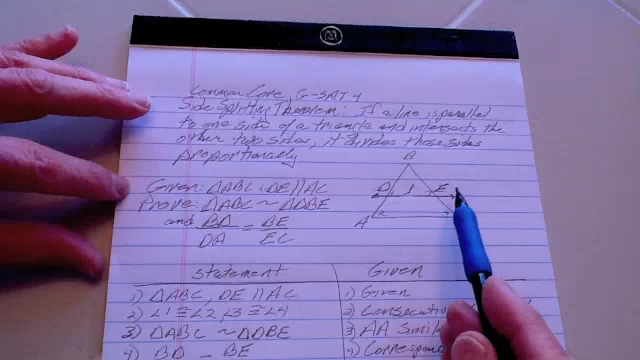 Common Core, G-SRT 4
Side Splitting Theorem: If a line is parallel
to one side of a triangle and intersects the
other two sides, it divides those sides
proportionally
Given: △ABC, DE || AC
Prove: △ABC ~ △DBE
and BD/DA = BE/EC
B
D E
A
statement Given
1) △ABC, DE || AC 1) Given
2) ∠1 ≅ ∠2, ∠3 ≅ ∠4 2)
3) △ABC ~ △DBE 3) AA Simil
4) BD = BE 4) Correspon